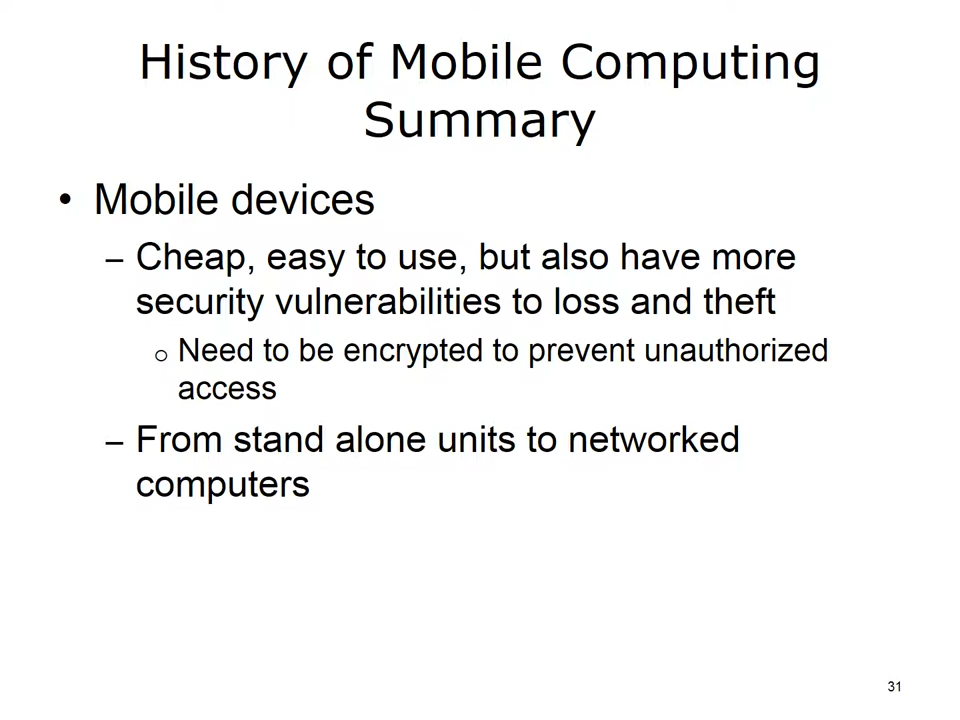 History of Mobile Computing
Summary
• Mobile devices
– Cheap, easy to use, but also have more
security vulnerabilities to loss and theft
o Need to be encrypted to prevent unauthorized
access
– From stand alone units to networked
computers
31